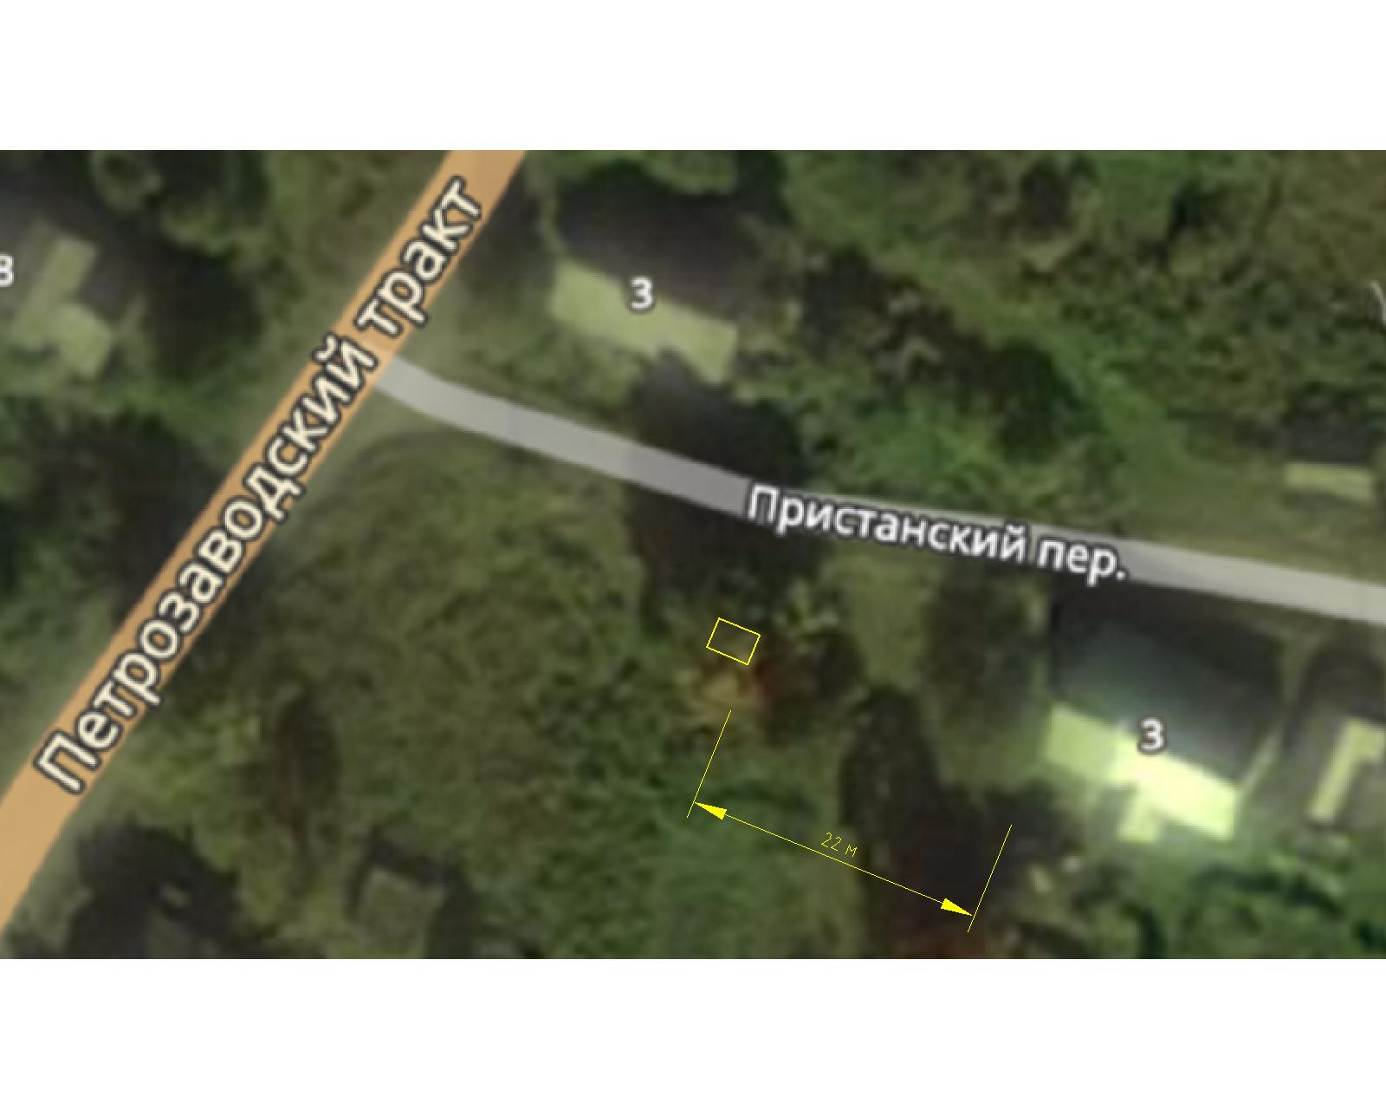 Петрозаводский тракт
3
Пристанский пер.
3
22 м